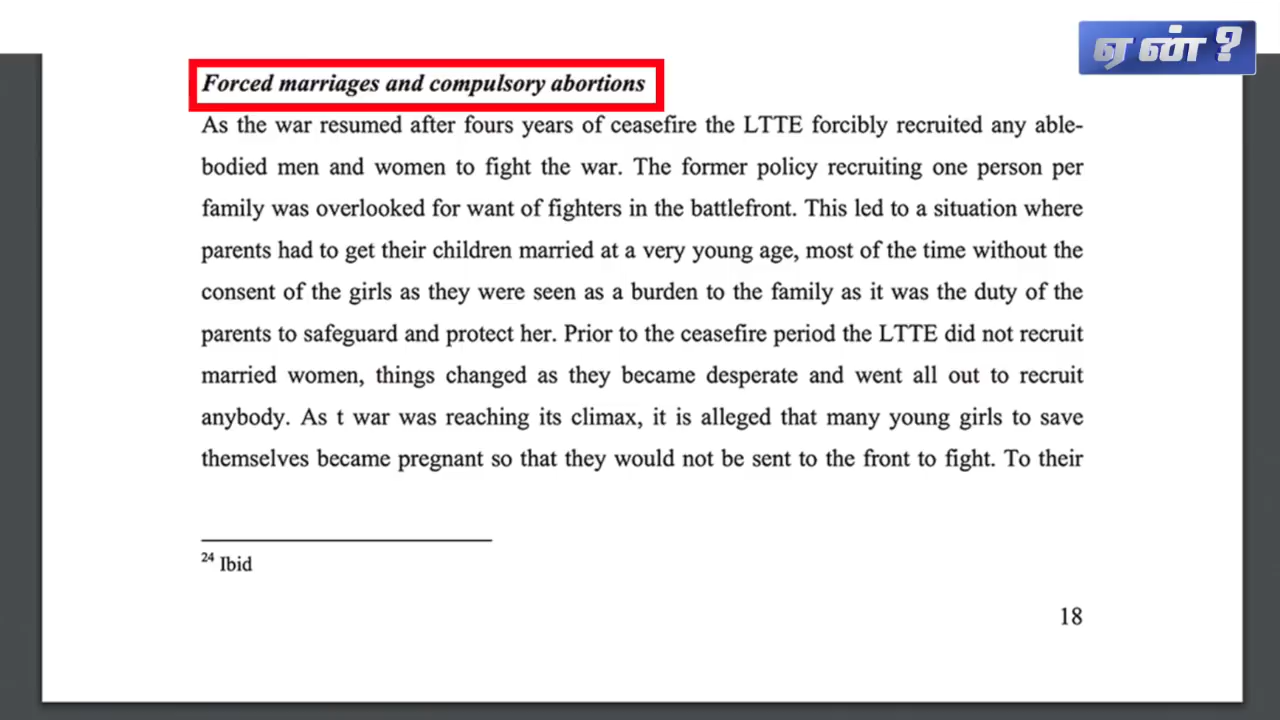 ஏன் ?
Forced marriages and compulsory abortions
As the war resumed after fours years of ceasefire the LTTE forcibly recruited any able-
bodied men and women to fight the war. The former policy recruiting one person per
family was overlooked for want of fighters in the battlefront. This led to a situation where
parents had to get their children married at a very young age, most of the time without the
consent of the girls as they were seen as a burden to the family as it was the duty of the
parents to safeguard and protect her. Prior to the ceasefire period the LTTE did not recruit
married women, things changed as they became desperate and went all out to recruit
anybody. As t war was reaching its climax, it is alleged that many young girls to save
themselves became pregnant so that they would not be sent to the front to fight. To their
24 Ibid
18